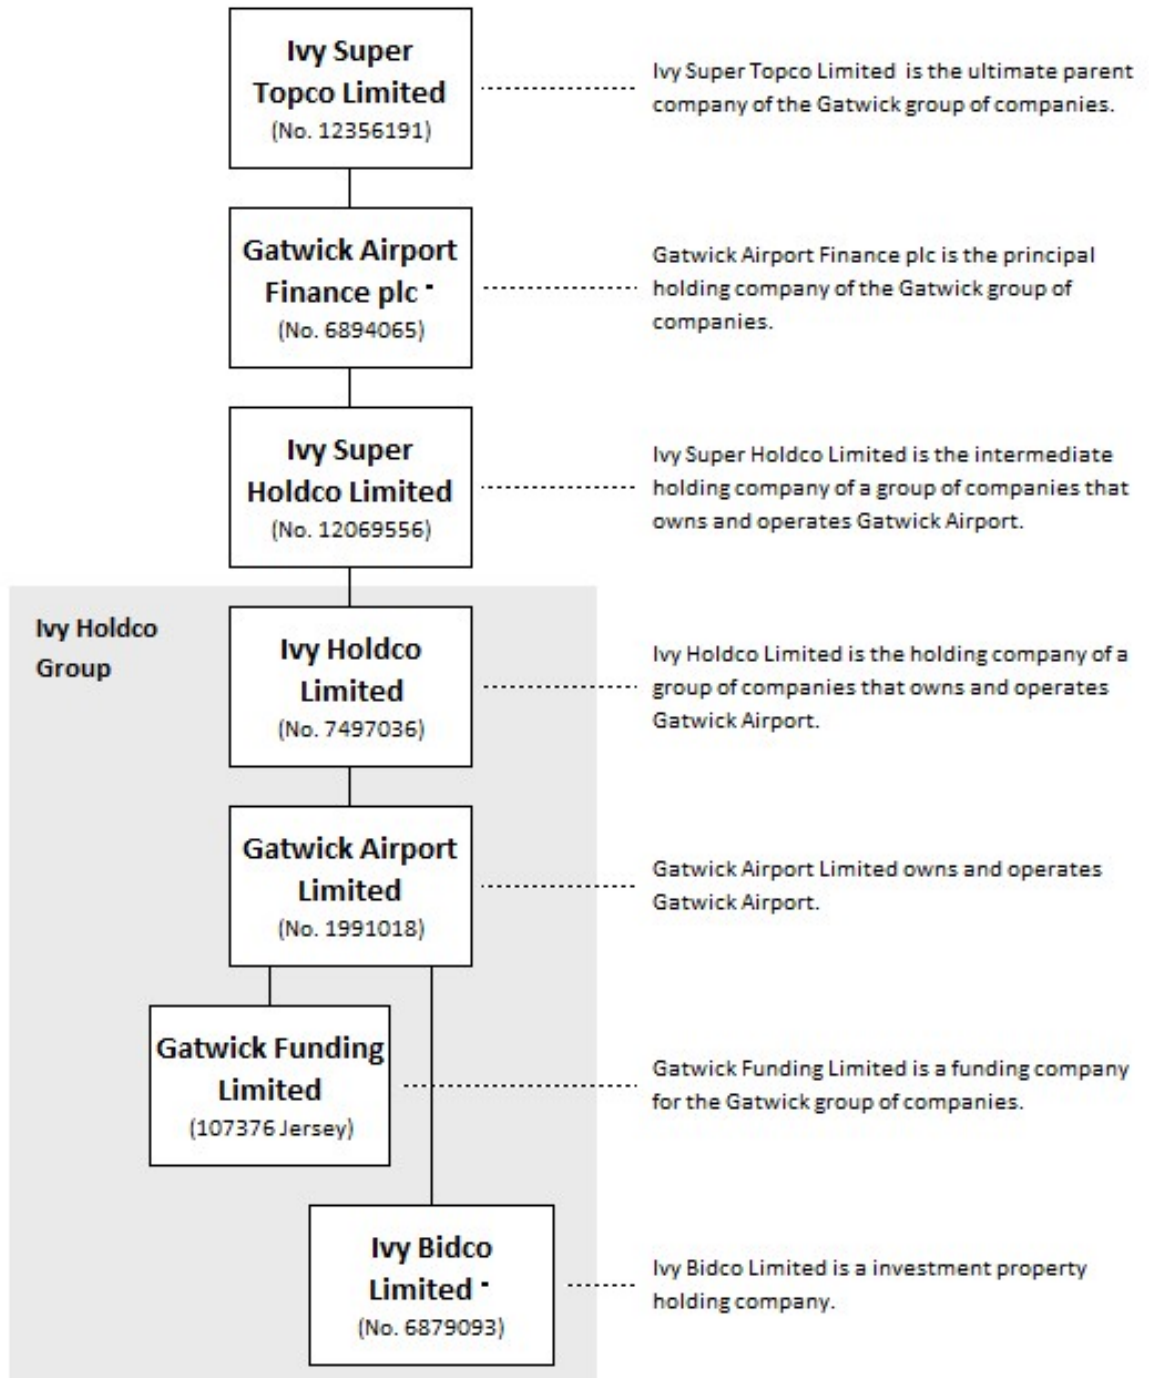 Ivy Super
Topco Limited
(No. 12356191)
Ivy Super Topco Limited is the ultimate parent
company of the Gatwick group of companies.
Gatwick Airport
Finance plc -
(No. 6894065)
Gatwick Airport Finance plc is the principal
holding company of the Gatwick group of
companies.
Ivy Super
Holdco Limited
(No. 12069556)
Ivy Super Holdco Limited is the intermediate
holding company of a group of companies that
owns and operates Gatwick Airport.
Ivy Holdco
Group
Ivy Holdco
Limited
(No. 7497036)
Ivy Holdco Limited is the holding company of a
group of companies that owns and operates
Gatwick Airport.
Gatwick Airport
Limited
(No. 1991018)
Gatwick Airport Limited owns and operates
Gatwick Airport.
Gatwick Funding
Limited
(107376 Jersey)
Gatwick Funding Limited is a funding company
for the Gatwick group of companies.
Ivy Bidco
Limited -
(No. 6879093)
Ivy Bidco Limited is a investment property
holding company.